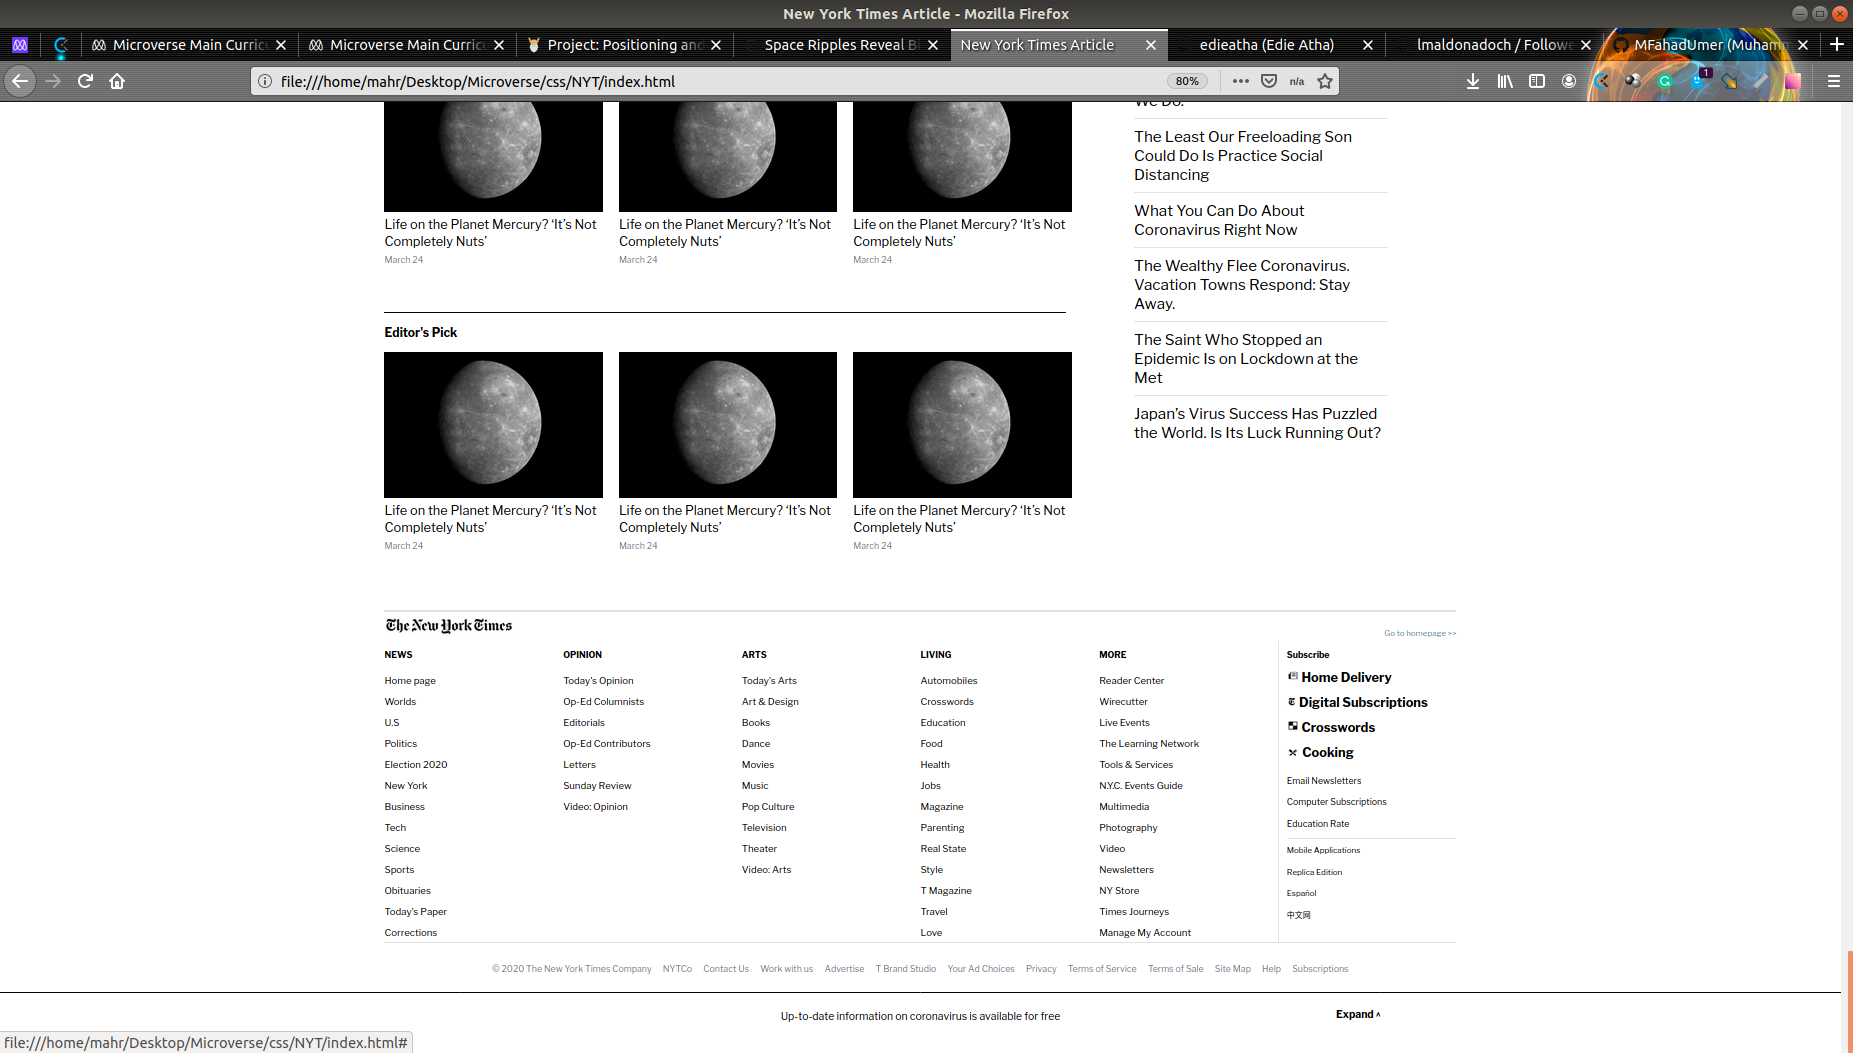 New York Times Article - Mozilla Firefox
Microverse Main Curric
Microverse Main Curric
Project: Positioning and
Space Ripples Reveal Bi
New York Times Article
edieatha (Edie Atha)
lmaldonadoch / Followe
MFahadUmer (Muhamm
file:///home/mahr/Desktop/Microverse/css/NYT/index.html
80%
n/a
1
We Do.
The Least Our Freeloading Son
Could Do Is Practice Social
Distancing
What You Can Do About
Coronavirus Right Now
The Wealthy Flee Coronavirus.
Vacation Towns Respond: Stay
Away.
The Saint Who Stopped an
Epidemic Is on Lockdown at the
Met
Japan's Virus Success Has Puzzled
the World. Is Its Luck Running Out?
Life on the Planet Mercury? ‘It’s Not
Completely Nuts’
March 24
Life on the Planet Mercury? ‘It’s Not
Completely Nuts’
March 24
Life on the Planet Mercury? ‘It’s Not
Completely Nuts’
March 24
Editor's Pick
Life on the Planet Mercury? ‘It’s Not
Completely Nuts’
March 24
Life on the Planet Mercury? ‘It’s Not
Completely Nuts’
March 24
Life on the Planet Mercury? ‘It’s Not
Completely Nuts’
March 24
The New York Times
Go to homepage >>
NEWS
Home page
Worlds
U.S
Politics
Election 2020
New York
Business
Tech
Science
Sports
Obituaries
Today's Paper
Corrections
OPINION
Today's Opinion
Op-Ed Columnists
Editorials
Op-Ed Contributors
Letters
Sunday Review
Video: Opinion
ARTS
Today's Arts
Art & Design
Books
Dance
Movies
Music
Pop Culture
Television
Theater
Video: Arts
LIVING
Automobiles
Crosswords
Education
Food
Health
Jobs
Magazine
Parenting
Real State
Style
T Magazine
Travel
Love
MORE
Reader Center
Wirecutter
Live Events
The Learning Network
Tools & Services
N.Y.C. Events Guide
Multimedia
Photography
Video
Newsletters
NY Store
Times Journeys
Manage My Account
Subscribe
Home Delivery
Digital Subscriptions
Crosswords
Cooking
Email Newsletters
Computer Subscriptions
Education Rate
Mobile Applications
Replica Edition
Español
中文网
© 2020 The New York Times Company NYTCo Contact Us Work with us Advertise T Brand Studio Your Ad Choices Privacy Terms of Service Terms of Sale Site Map Help Subscriptions
Up-to-date information on coronavirus is available for free
Expand ^
file:///home/mahr/Desktop/Microverse/css/NYT/index.html#